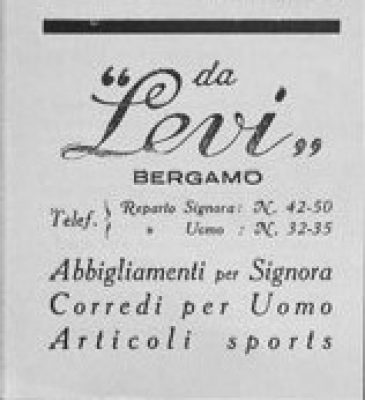 da
"Levi„
BERGAMO
Telef. } Reparto Signora: N. 42-50
» Uomo : N. 32-35
Abbigliamenti per Signora
Corredi per Uomo
Articoli sports